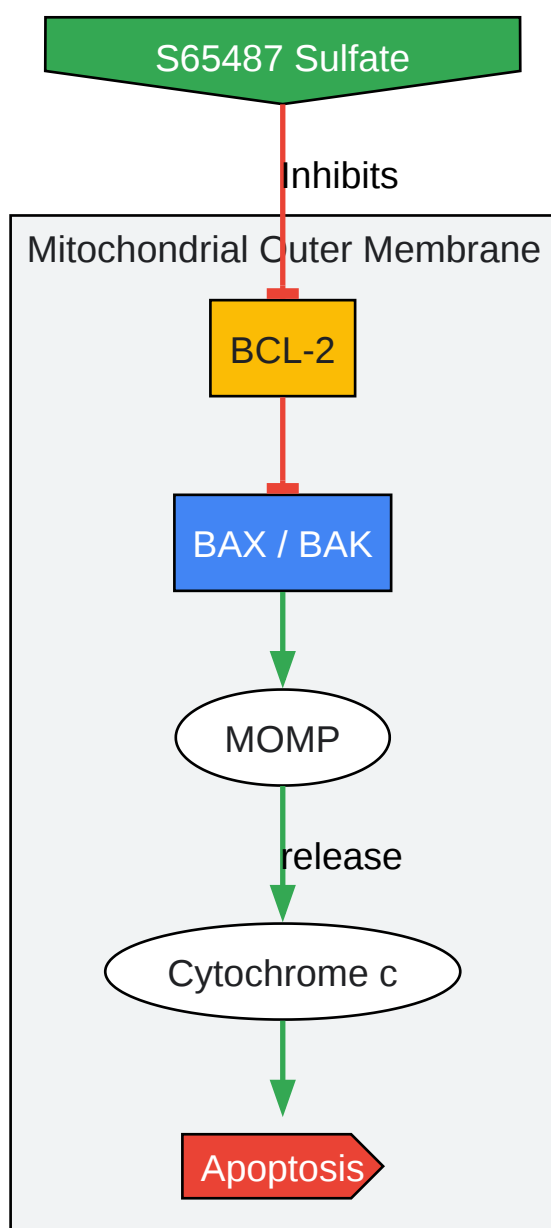 S65487 Sulfate
Inhibits
Mitochondrial Outer Membrane
BCL-2
BAX / BAK
MOMP
release
Cytochrome c
Apoptosis